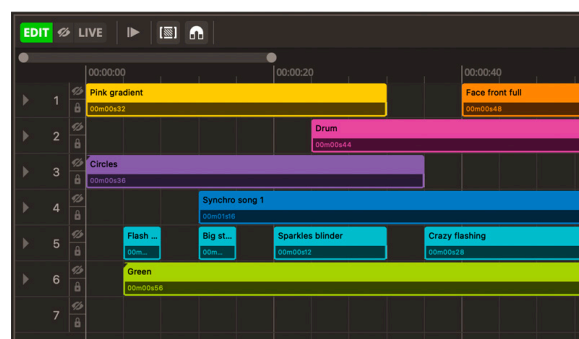 EDIT LIVE
00:00:00 00:00:20 00:00:40
1 Pink gradient Face front full
00m00s32 00m00s48
2 Drum
00m00s44
3 Circles
00m00s36
4 Synchro song 1
00m01s16
5 Flash ... Big st... Sparkles blinder Crazy flashing
00m... 00m... 00m00s12 00m00s28
6 Green
00m00s56
7